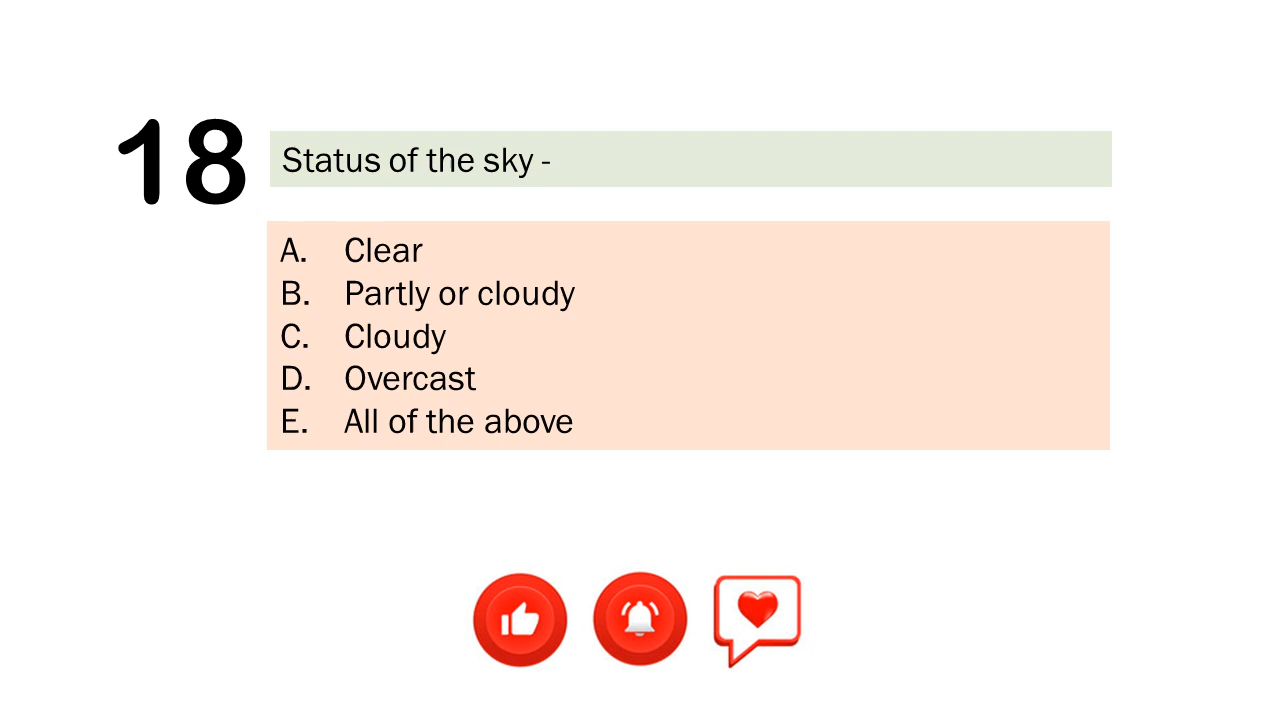 18
Status of the sky -
A. Clear
B. Partly or cloudy
C. Cloudy
D. Overcast
E. All of the above